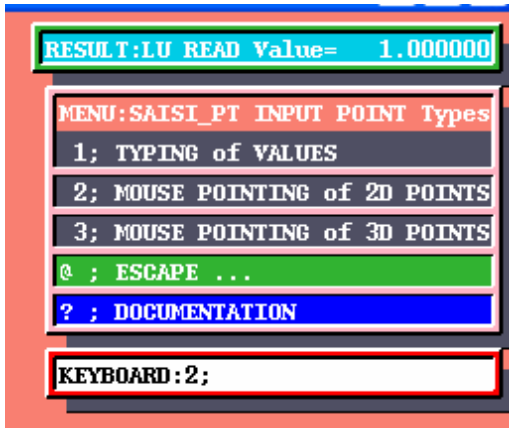 RESULT:LU READ Value= 1.000000
MENU:SAISI_PT INPUT POINT Types
1; TYPING of VALUES
2; MOUSE POINTING of 2D POINTS
3; MOUSE POINTING of 3D POINTS
@ ; ESCAPE ...
? ; DOCUMENTATION
KEYBOARD:2;